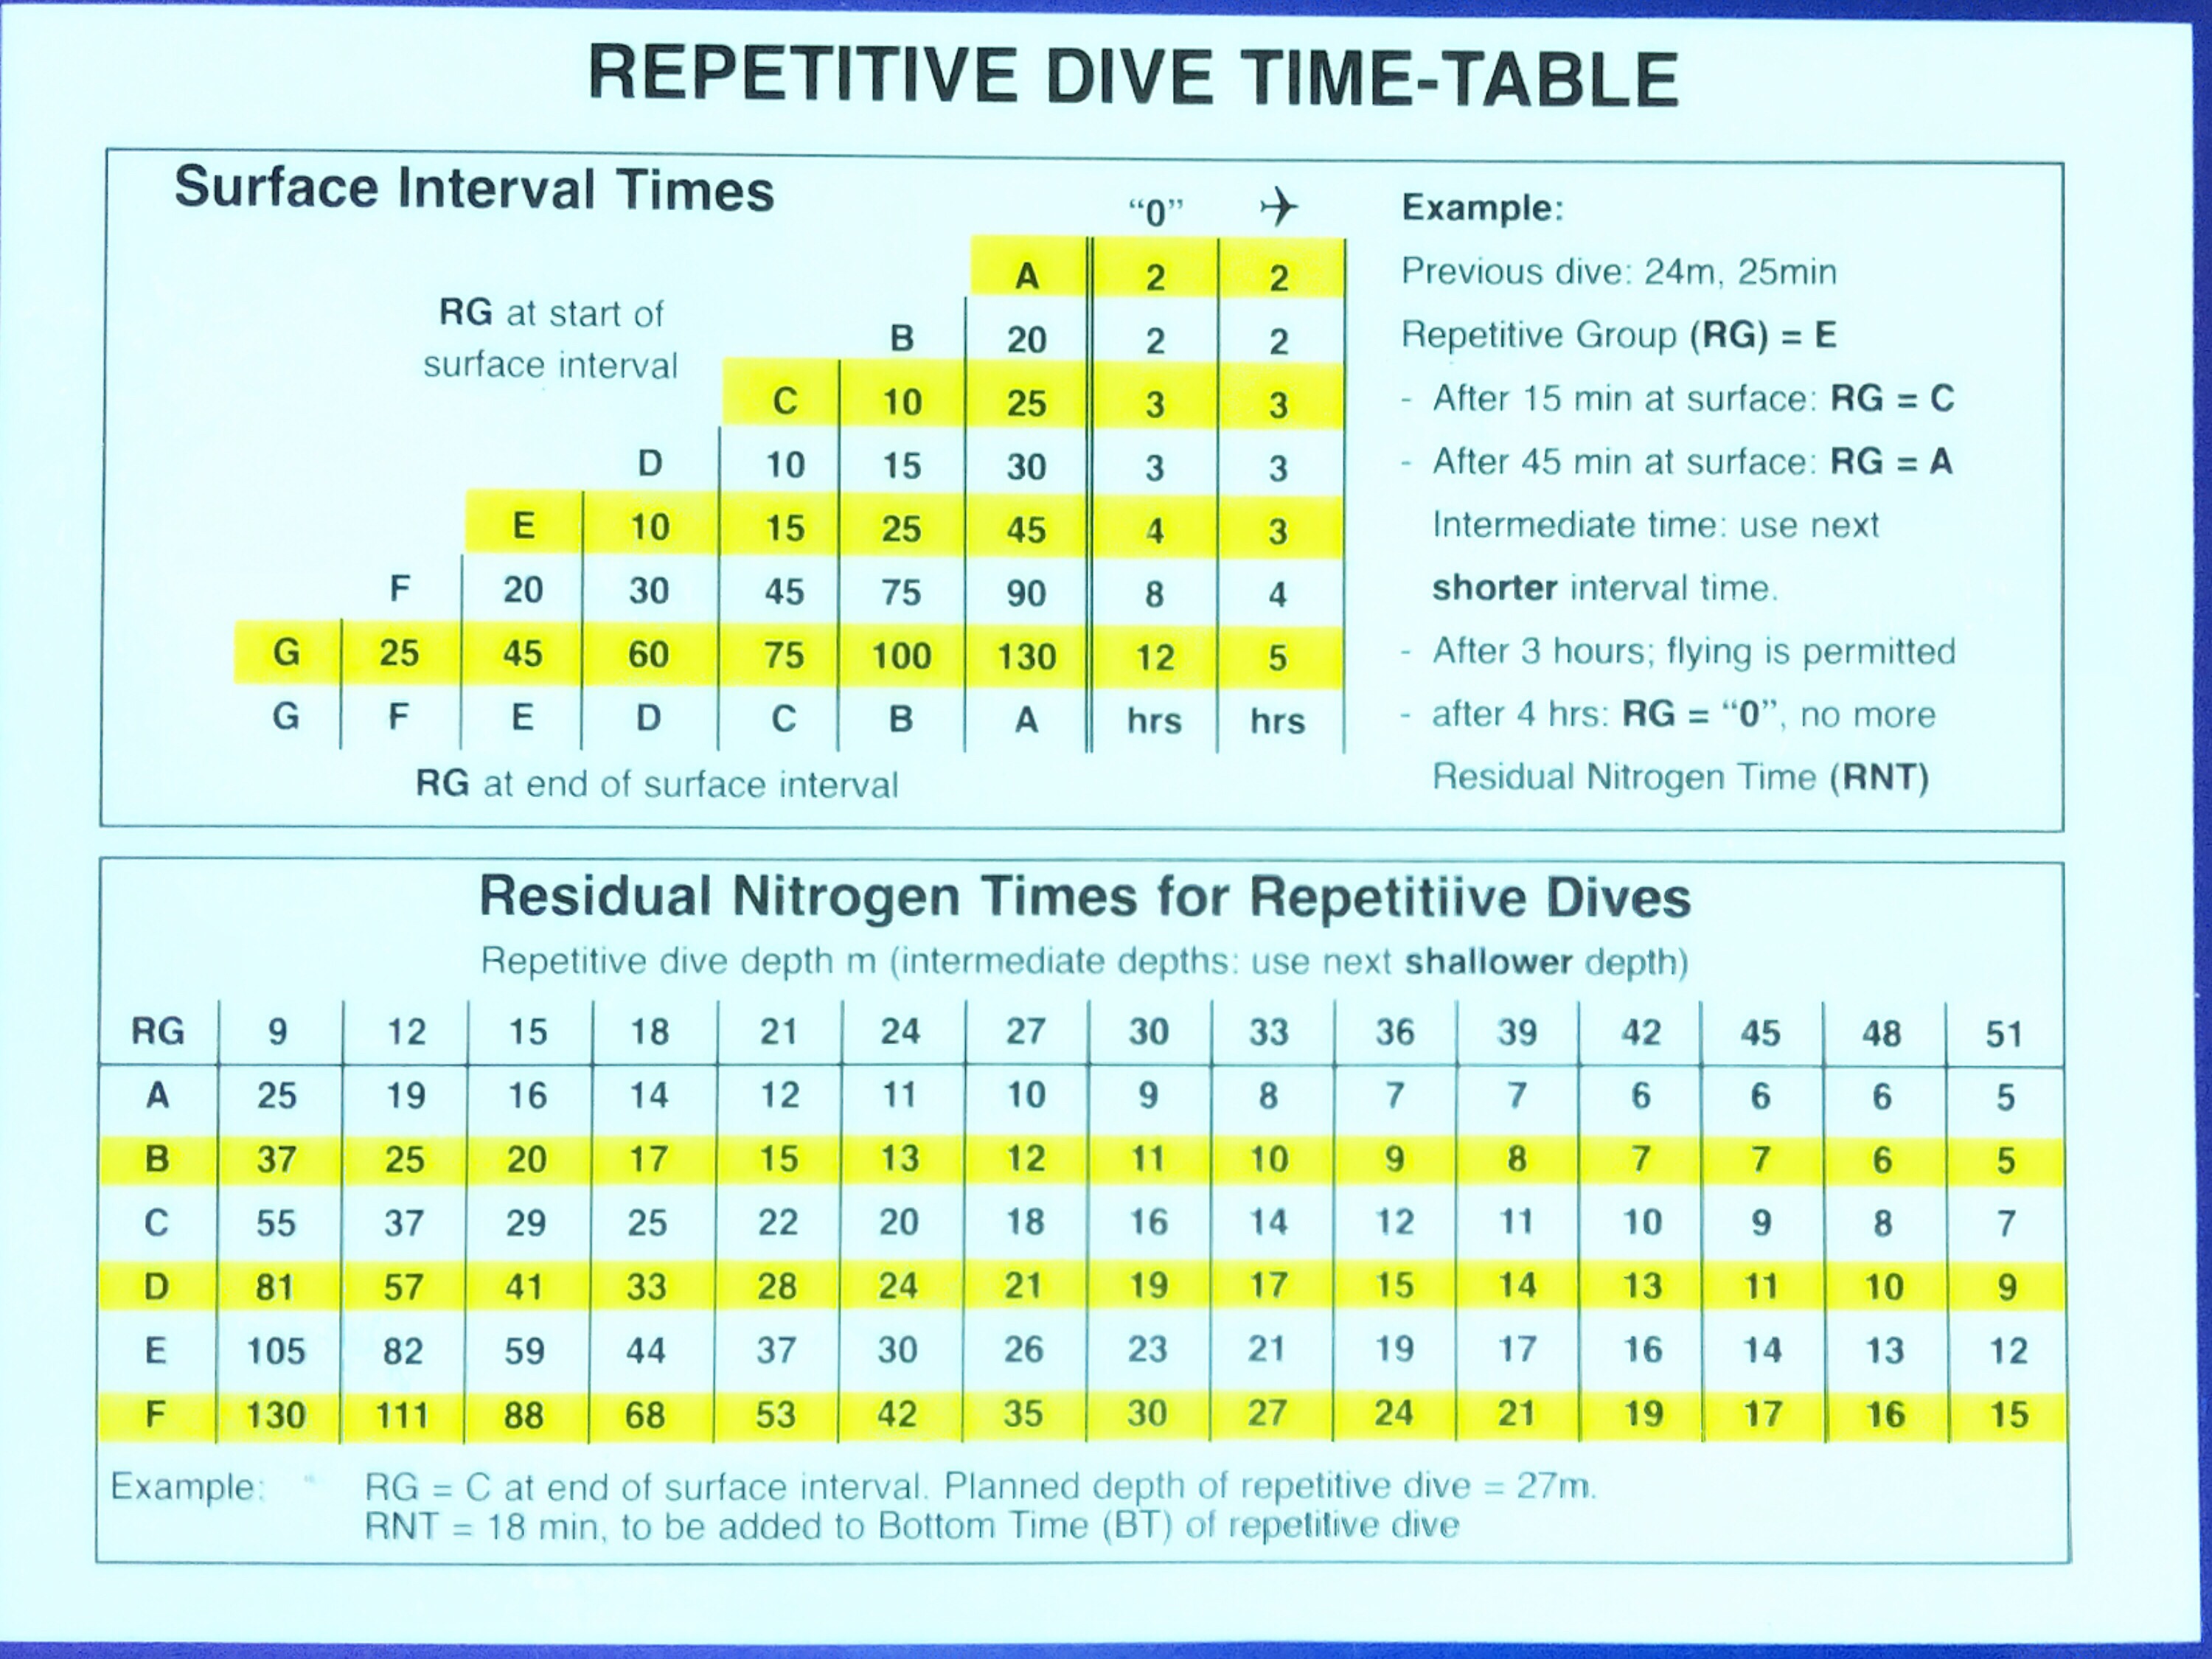 REPETITIVE DIVE TIME-TABLE
Surface Interval Times
"0" ✈
RG at start of
surface interval
A 2 2
B 20 2 2
C 10 25 3 3
D 10 15 30 3 3
E 10 15 25 45 4 3
F 20 30 45 75 90 8 4
G 25 45 60 75 100 130 12 5
G F E D C B A hrs hrs
RG at end of surface interval
Example:
Previous dive: 24m, 25min
Repetitive Group (RG) = E
- After 15 min at surface: RG = C
- After 45 min at surface: RG = A
Intermediate time: use next
shorter interval time.
- After 3 hours; flying is permitted
- after 4 hrs: RG = "0", no more
Residual Nitrogen Time (RNT)
Residual Nitrogen Times for Repetitiive Dives
Repetitive dive depth m (intermediate depths: use next shallower depth)
RG 9 12 15 18 21 24 27 30 33 36 39 42 45 48 51
A 25 19 16 14 12 11 10 9 8 7 7 6 6 6 5
B 37 25 20 17 15 13 12 11 10 9 8 7 7 6 5
C 55 37 29 25 22 20 18 16 14 12 11 10 9 8 7
D 81 57 41 33 28 24 21 19 17 15 14 13 11 10 9
E 105 82 59 44 37 30 26 23 21 19 17 16 14 13 12
F 130 111 88 68 53 42 35 30 27 24 21 19 17 16 15
Example: RG = C at end of surface interval. Planned depth of repetitive dive = 27m.
RNT = 18 min, to be added to Bottom Time (BT) of repetitive dive